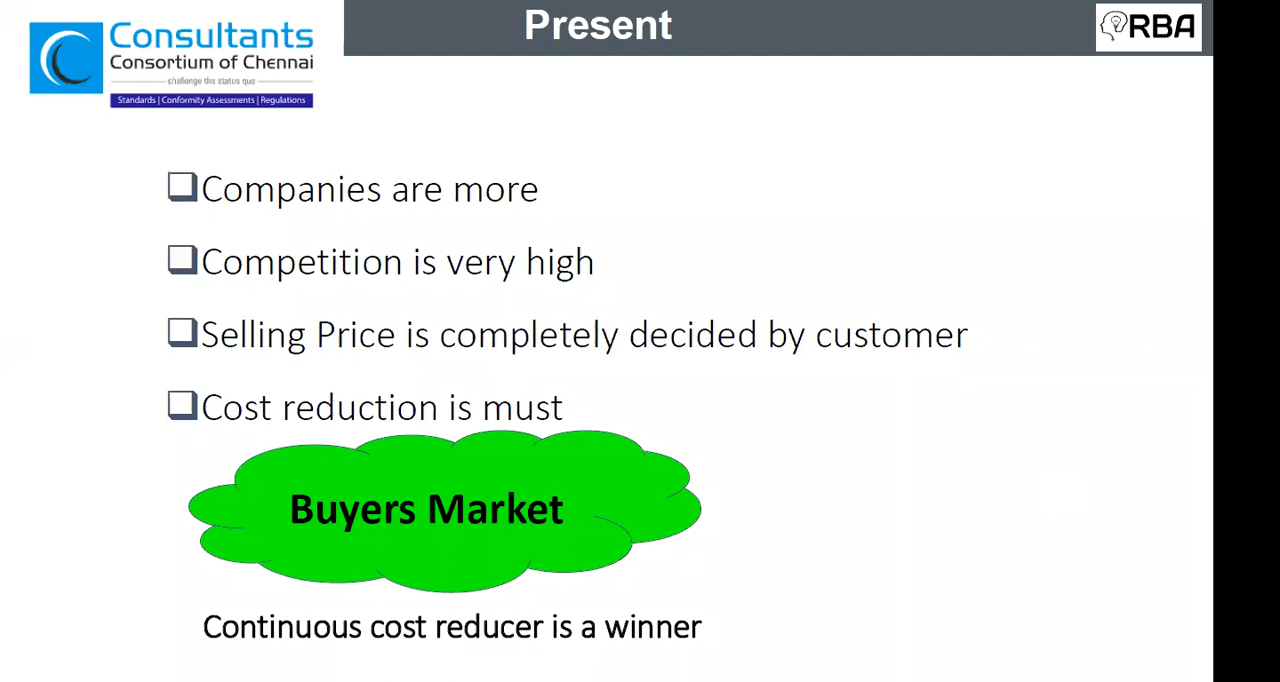 Present
Consultants
Consortium of Chennai
challenge the status quo
Standards | Conformity Assessments | Regulations
RBA
Companies are more
Competition is very high
Selling Price is completely decided by customer
Cost reduction is must
Buyers Market
Continuous cost reducer is a winner